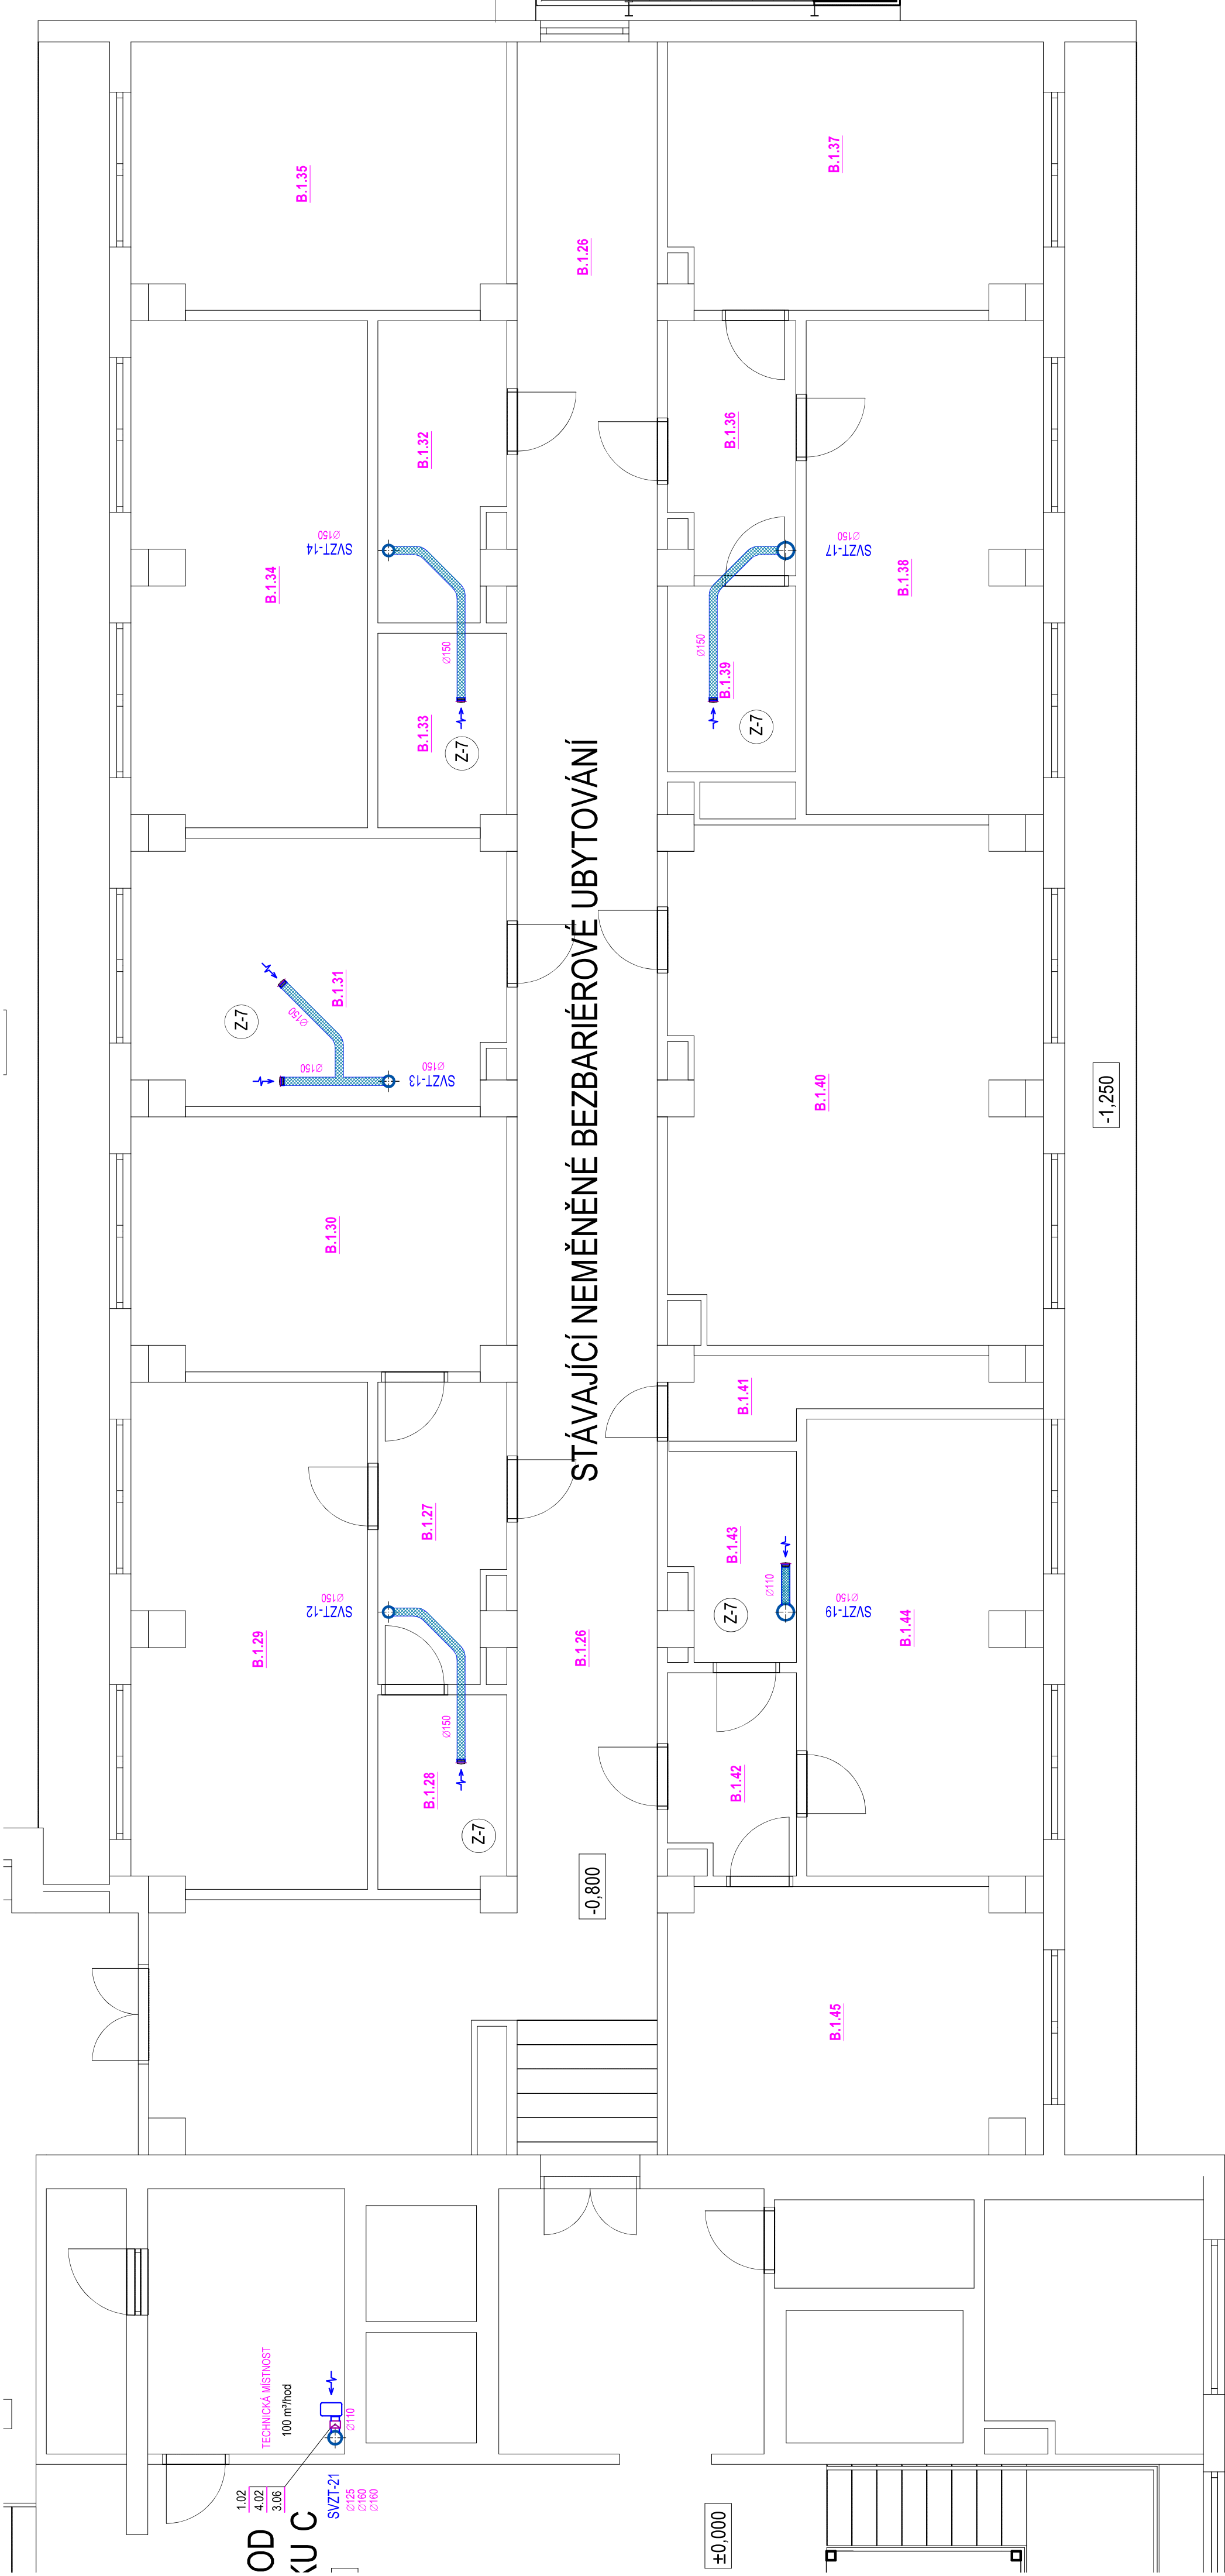 B.1.35
B.1.37
B.1.26
B.1.32
B.1.36
Ø150
SVZT-14
B.1.34
Ø150
SVZT-17
B.1.38
Ø150
Ø150
B.1.39
B.1.33
Z-7
Z-7
STÁVAJÍCÍ NEMĚNĚNÉ BEZBARIÉROVÉ UBYTOVÁNÍ
B.1.31
Z-7
Ø150
Ø150
Ø150
SVZT-13
B.1.40
-1,250
B.1.30
B.1.41
B.1.27
B.1.43
Ø110
Ø150
SVZT-12
Z-7
Ø150
SVZT-19
B.1.29
B.1.26
B.1.44
Ø150
B.1.28
B.1.42
Z-7
-0,800
B.1.45
TECHNICKÁ MÍSTNOST
100 m³/hod
Ø110
1.02
4.02
3.06
SVZT-21
Ø125
Ø160
Ø160
OD
KU C
±0,000